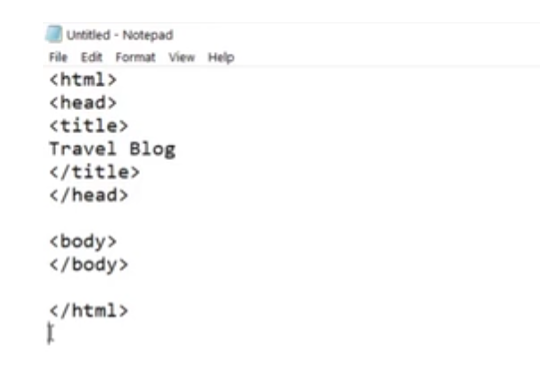 Untitled - Notepad
File Edit Format View Help
<html>
<head>
<title>
Travel Blog
</title>
</head>
<body>
</body>
</html>